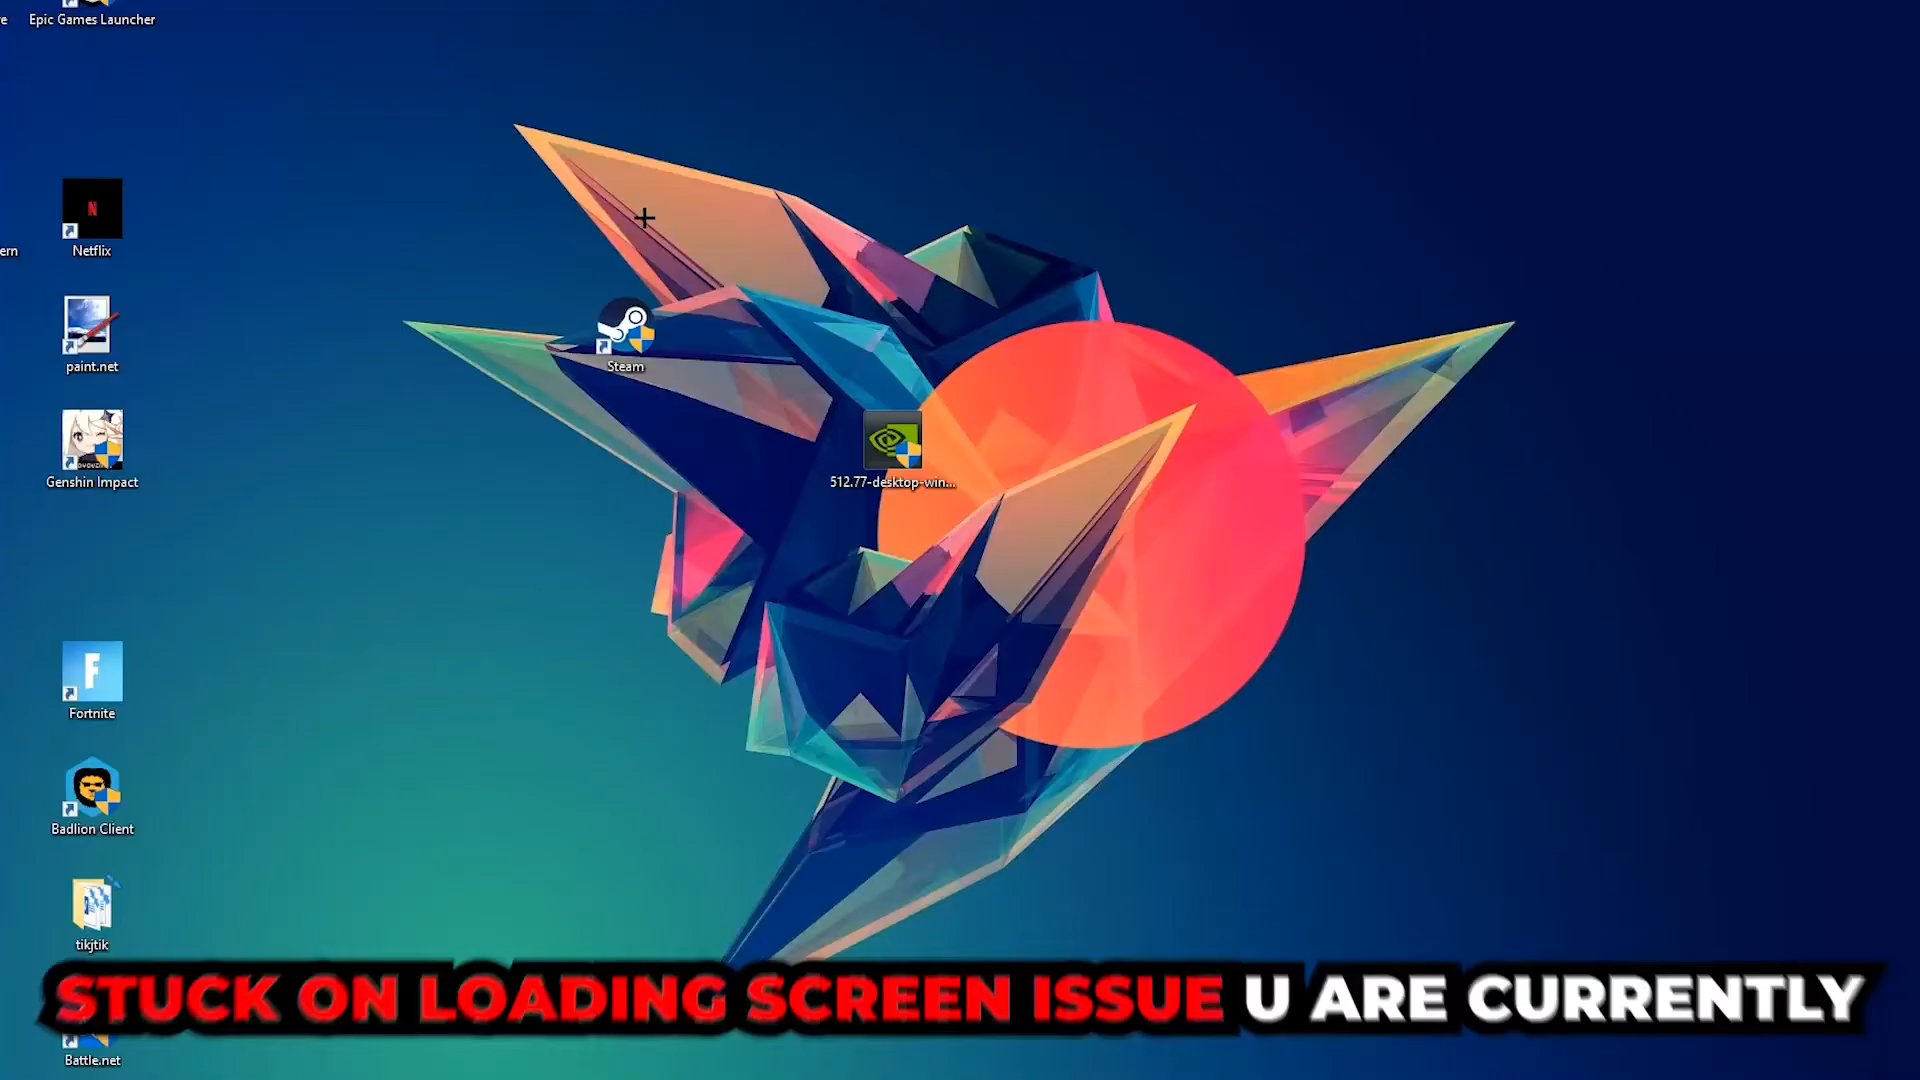 Epic Games Launcher
Netflix
ern
paint.net
Steam
Genshin Impact
512.77-desktop-win...
F
Fortnite
Badlion Client
tikjtik
STUCK ON LOADING SCREEN ISSUE U ARE CURRENTLY
Battle.net